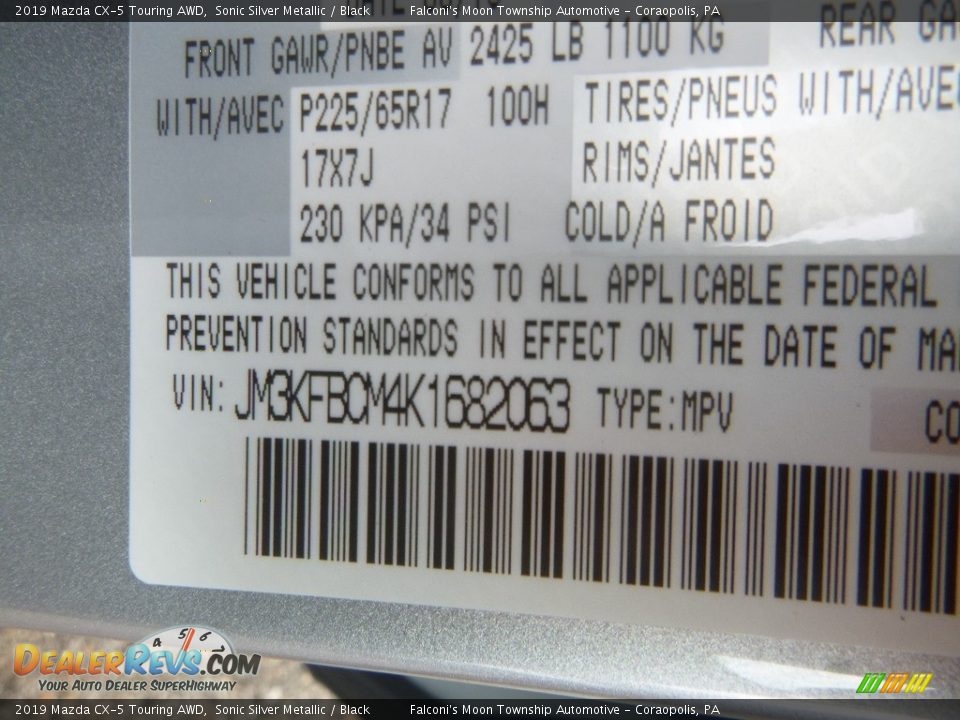 2019 Mazda CX-5 Touring AWD, Sonic Silver Metallic / Black Falconi's Moon Township Automotive - Coraopolis, PA
FRONT GAWR/PNBE AV 2425 LB 1100 KG REAR GA
WITH/AVEC P225/65R17 100H TIRES/PNEUS WITH/AVEC
17X7J RIMS/JANTES
230 KPA/34 PSI COLD/A FROID
THIS VEHICLE CONFORMS TO ALL APPLICABLE FEDERAL
PREVENTION STANDARDS IN EFFECT ON THE DATE OF MA
VIN: JM3KFBCM4K1682063 TYPE:MPV CO
4 5 6
DEALERREVS.COM
YOUR AUTO DEALER SUPERHIGHWAY
2019 Mazda CX-5 Touring AWD, Sonic Silver Metallic / Black Falconi's Moon Township Automotive - Coraopolis, PA